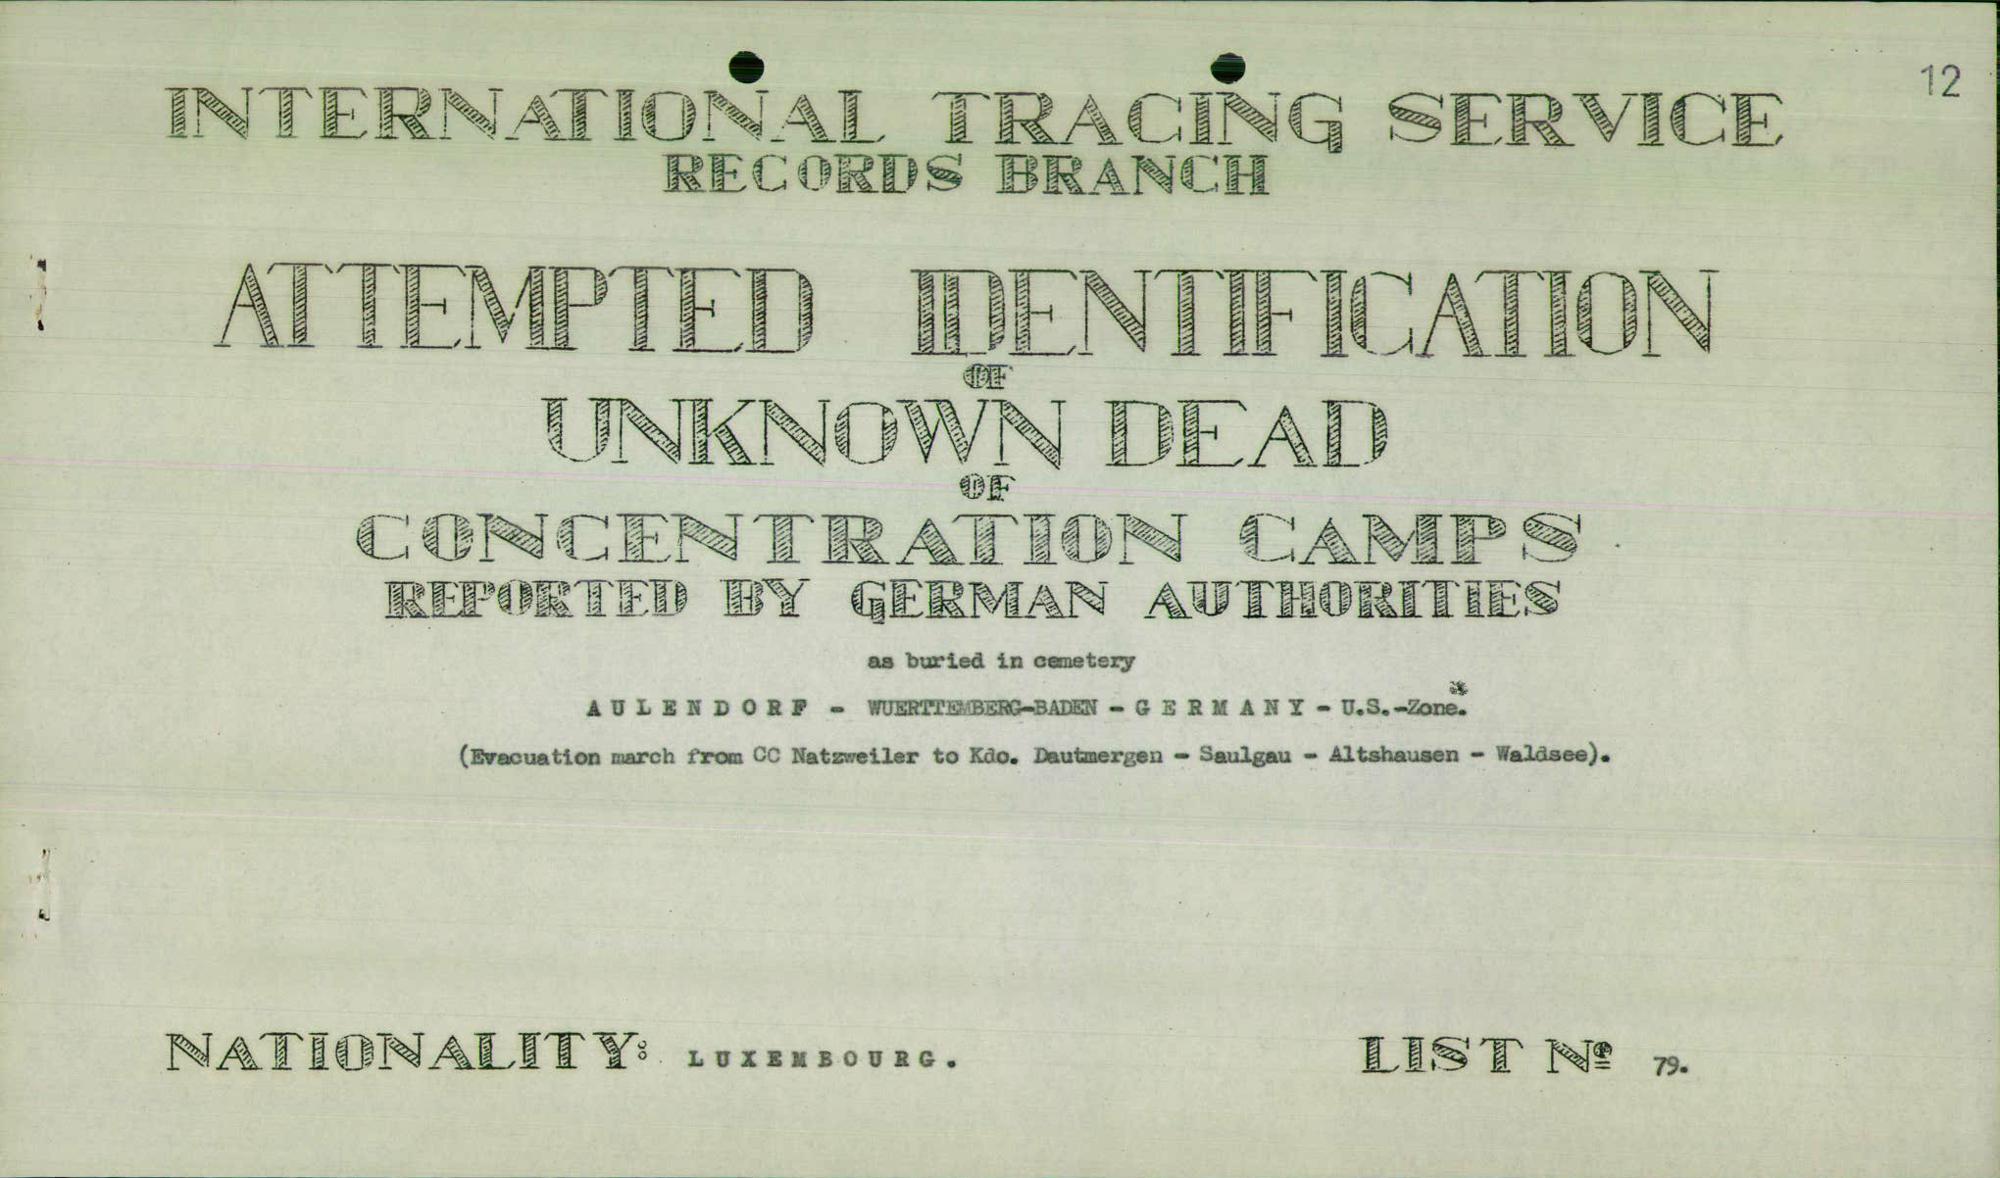 12
INTERNATIONAL TRACING SERVICE
RECORDS BRANCH
ATTEMPTED IDENTIFICATION
OF
UNKNOWN DEAD
OF
CONCENTRATION CAMPS
REPORTED BY GERMAN AUTHORITIES
as buried in cemetery
AULENDORF - WUERTTEMBERG-BADEN - GERMANY - U.S.-Zone.
(Evacuation march from CC Natzweiler to Kdo. Dautmergen - Saulgau - Altshausen - Waldsee).
NATIONALITY: LUXEMBOURG. LIST Nº 79.